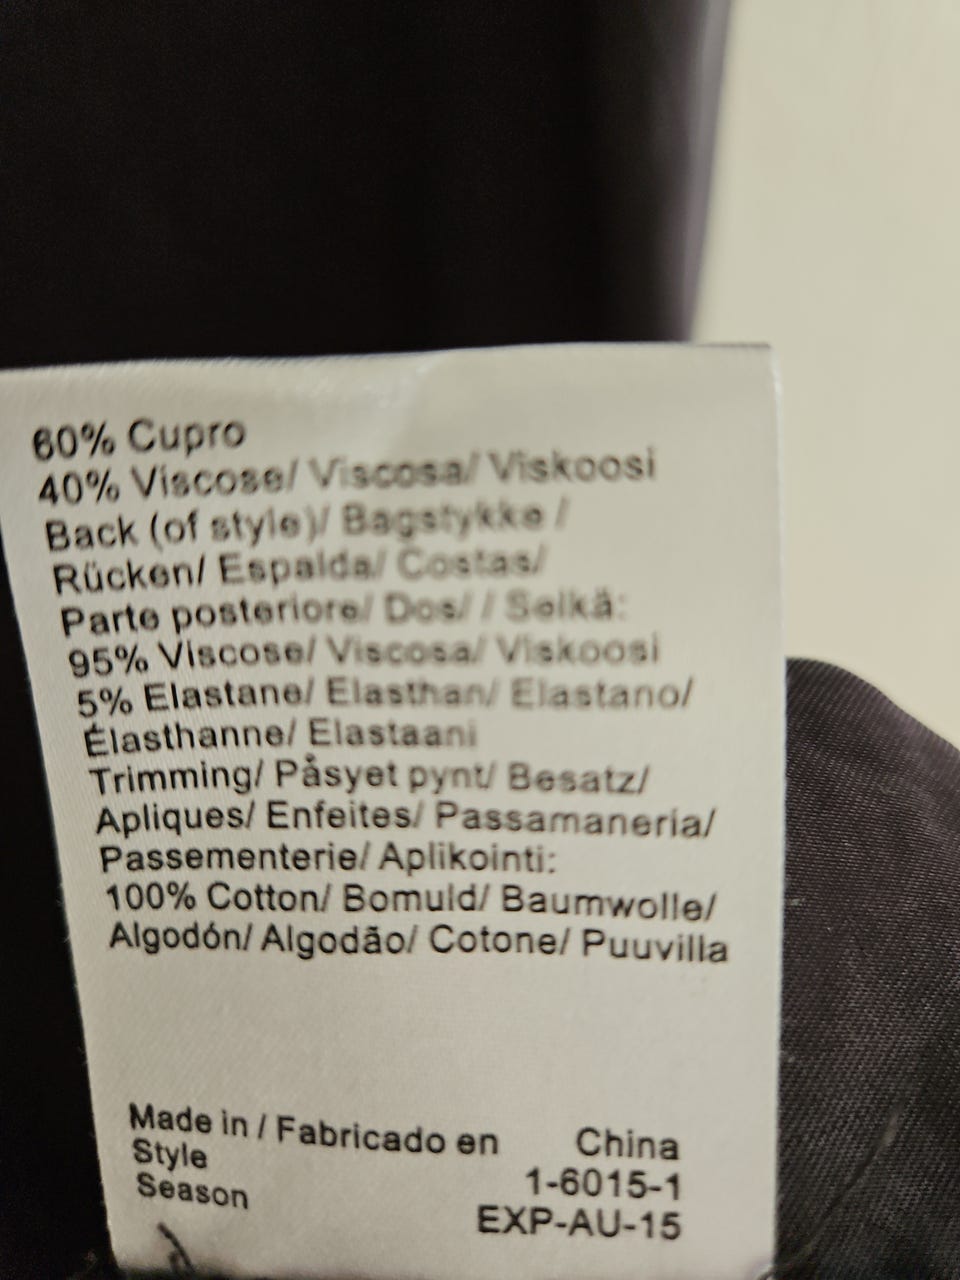 60% Cupro
40% Viscose/ Viscosa/ Viskoosi
Back (of style)/ Bagstykke /
Rücken/ Espalda/ Costas/
Parte posteriore/ Dos/ / Selkä:
95% Viscose/ Viscosa/ Viskoosi
5% Elastane/ Elasthan/ Elastano/
Élasthanne/ Elastaani
Trimming/ Påsyet pynt/ Besatz/
Apliques/ Enfeites/ Passamaneria/
Passementerie/ Aplikointi:
100% Cotton/ Bomuld/ Baumwolle/
Algodón/ Algodão/ Cotone/ Puuvilla
Made in / Fabricado en China
Style 1-6015-1
Season EXP-AU-15